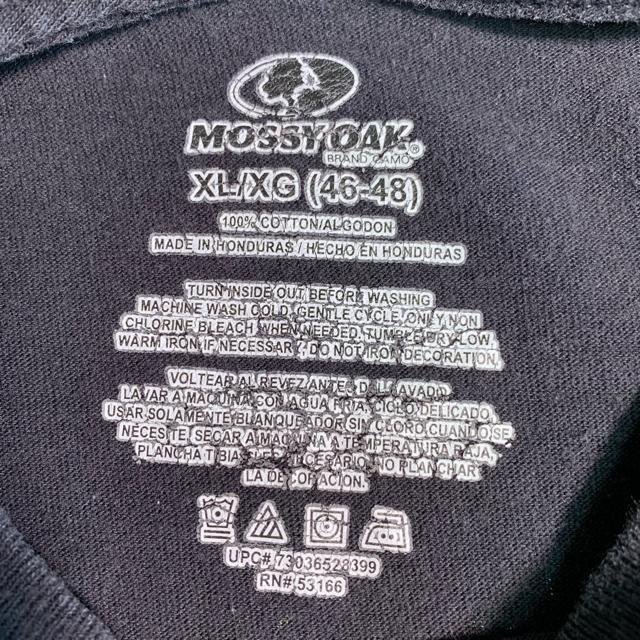 MOSSY OAK®
BRAND CAMO
XL/XG (46-48)
100% COTTON/ALGODON
MADE IN HONDURAS / HECHO EN HONDURAS
TURN INSIDE OUT BEFORE WASHING
MACHINE WASH COLD, GENTLE CYCLE, ONLY NON
CHLORINE BLEACH WHEN NEEDED, TUMBLE DRY LOW,
WARM IRON IF NECESSARY, DO NOT IRON DECORATION.
VOLTEAR AL REVEZ ANTES DEL LAVADO
LAVAR A MAQUINA CON AGUA FRIA, CICLO DELICADO,
USAR SOLAMENTE BLANQUEADOR SIN CLORO CUANDO SE
NECESITE, SECAR A MAQUINA A TEMPERATURA BAJA,
PLANCHA TIBIA SI ES NECESARIO, NO PLANCHAR
LA DECORACION.
UPC# 73036528399
RN# 53166